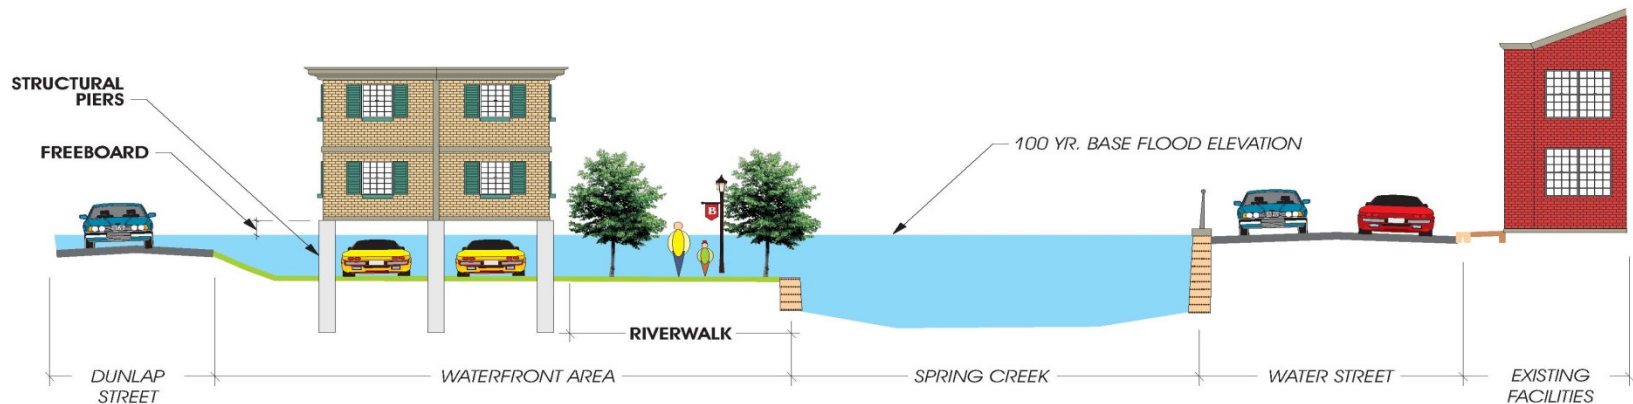 STRUCTURAL
PIERS
FREEBOARD
100 YR. BASE FLOOD ELEVATION
B
RIVERWALK
DUNLAP
STREET
WATERFRONT AREA
SPRING CREEK
WATER STREET
EXISTING
FACILITIES